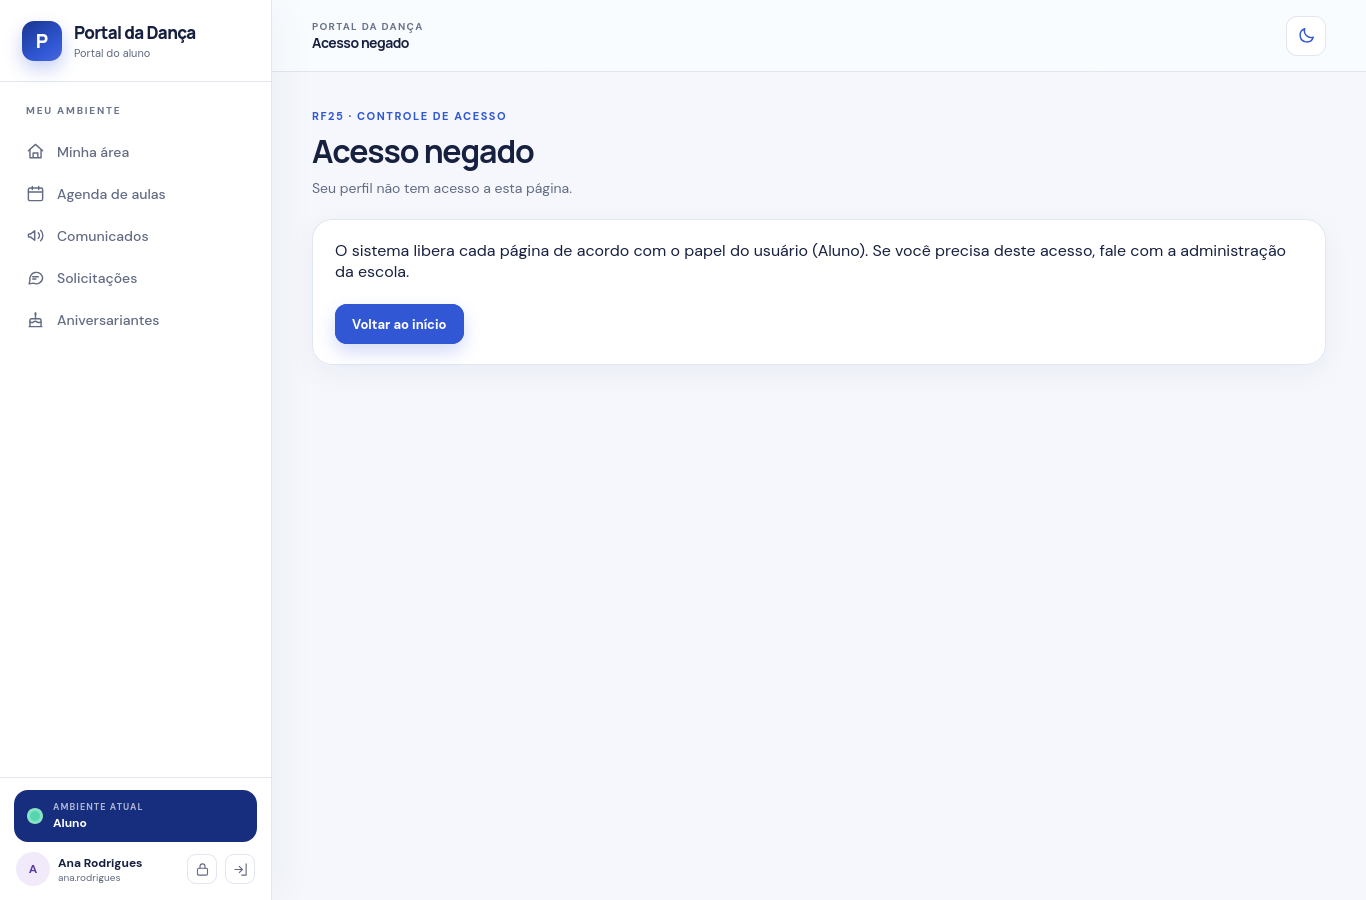 P
Portal da Dança
Portal do aluno
MEU AMBIENTE
Minha área
Agenda de aulas
Comunicados
Solicitações
Aniversariantes
AMBIENTE ATUAL
Aluno
A
Ana Rodrigues
ana.rodrigues
PORTAL DA DANÇA
Acesso negado
RF25 · CONTROLE DE ACESSO
Acesso negado
Seu perfil não tem acesso a esta página.
O sistema libera cada página de acordo com o papel do usuário (Aluno). Se você precisa deste acesso, fale com a administração
da escola.
Voltar ao início